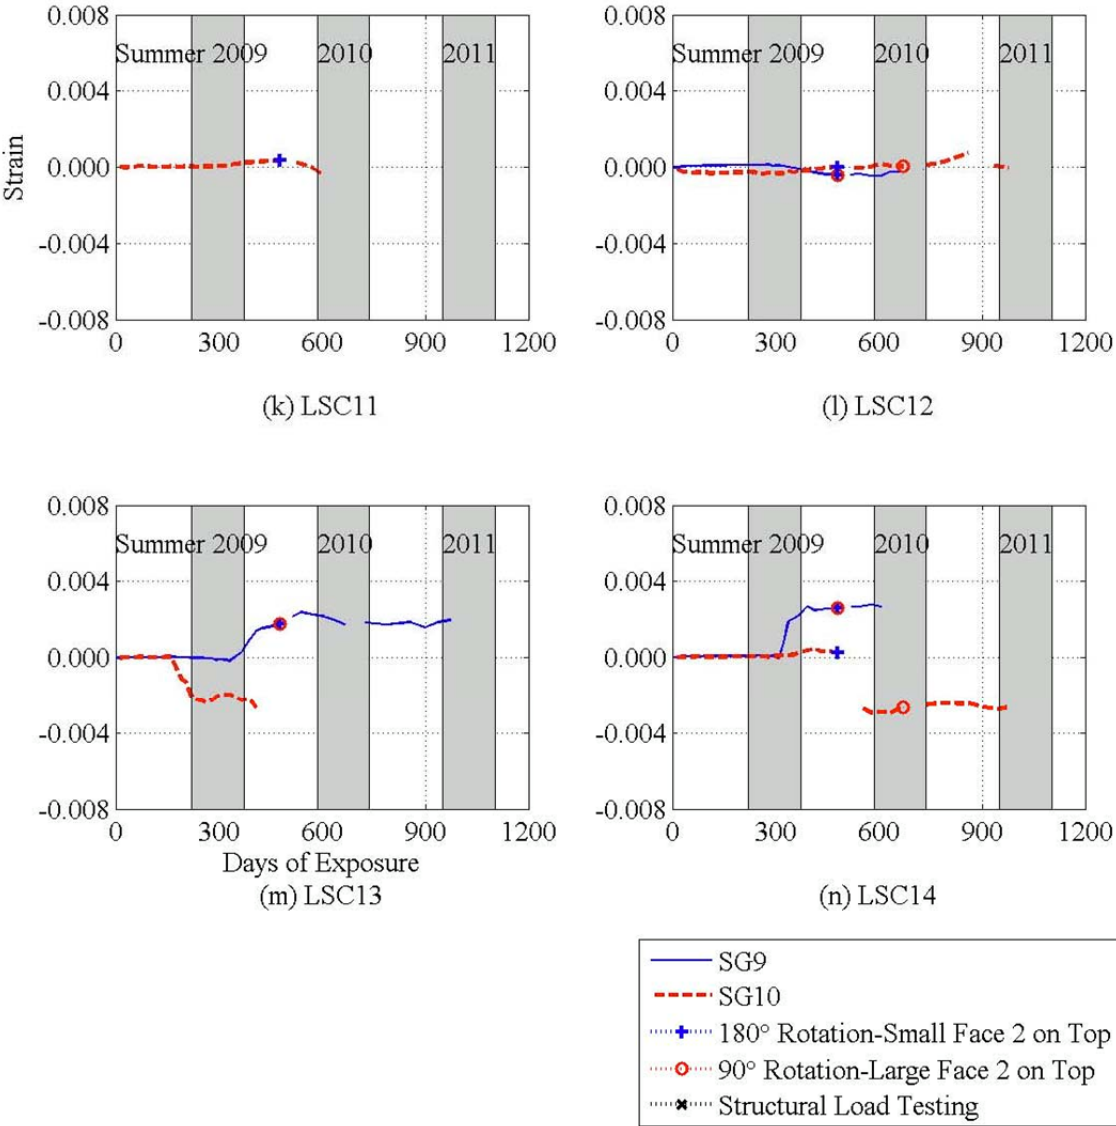 0.008
Summer 2009 2010 2011
0.004
Strain
0.000
-0.004
-0.008
0 300 600 900 1200
(k) LSC11
0.008
Summer 2009 2010 2011
0.004
0.000
-0.004
-0.008
0 300 600 900 1200
(l) LSC12
0.008
Summer 2009 2010 2011
0.004
0.000
-0.004
-0.008
0 300 600 900 1200
Days of Exposure
(m) LSC13
0.008
Summer 2009 2010 2011
0.004
0.000
-0.004
-0.008
0 300 600 900 1200
(n) LSC14
SG9
SG10
180° Rotation-Small Face 2 on Top
90° Rotation-Large Face 2 on Top
Structural Load Testing